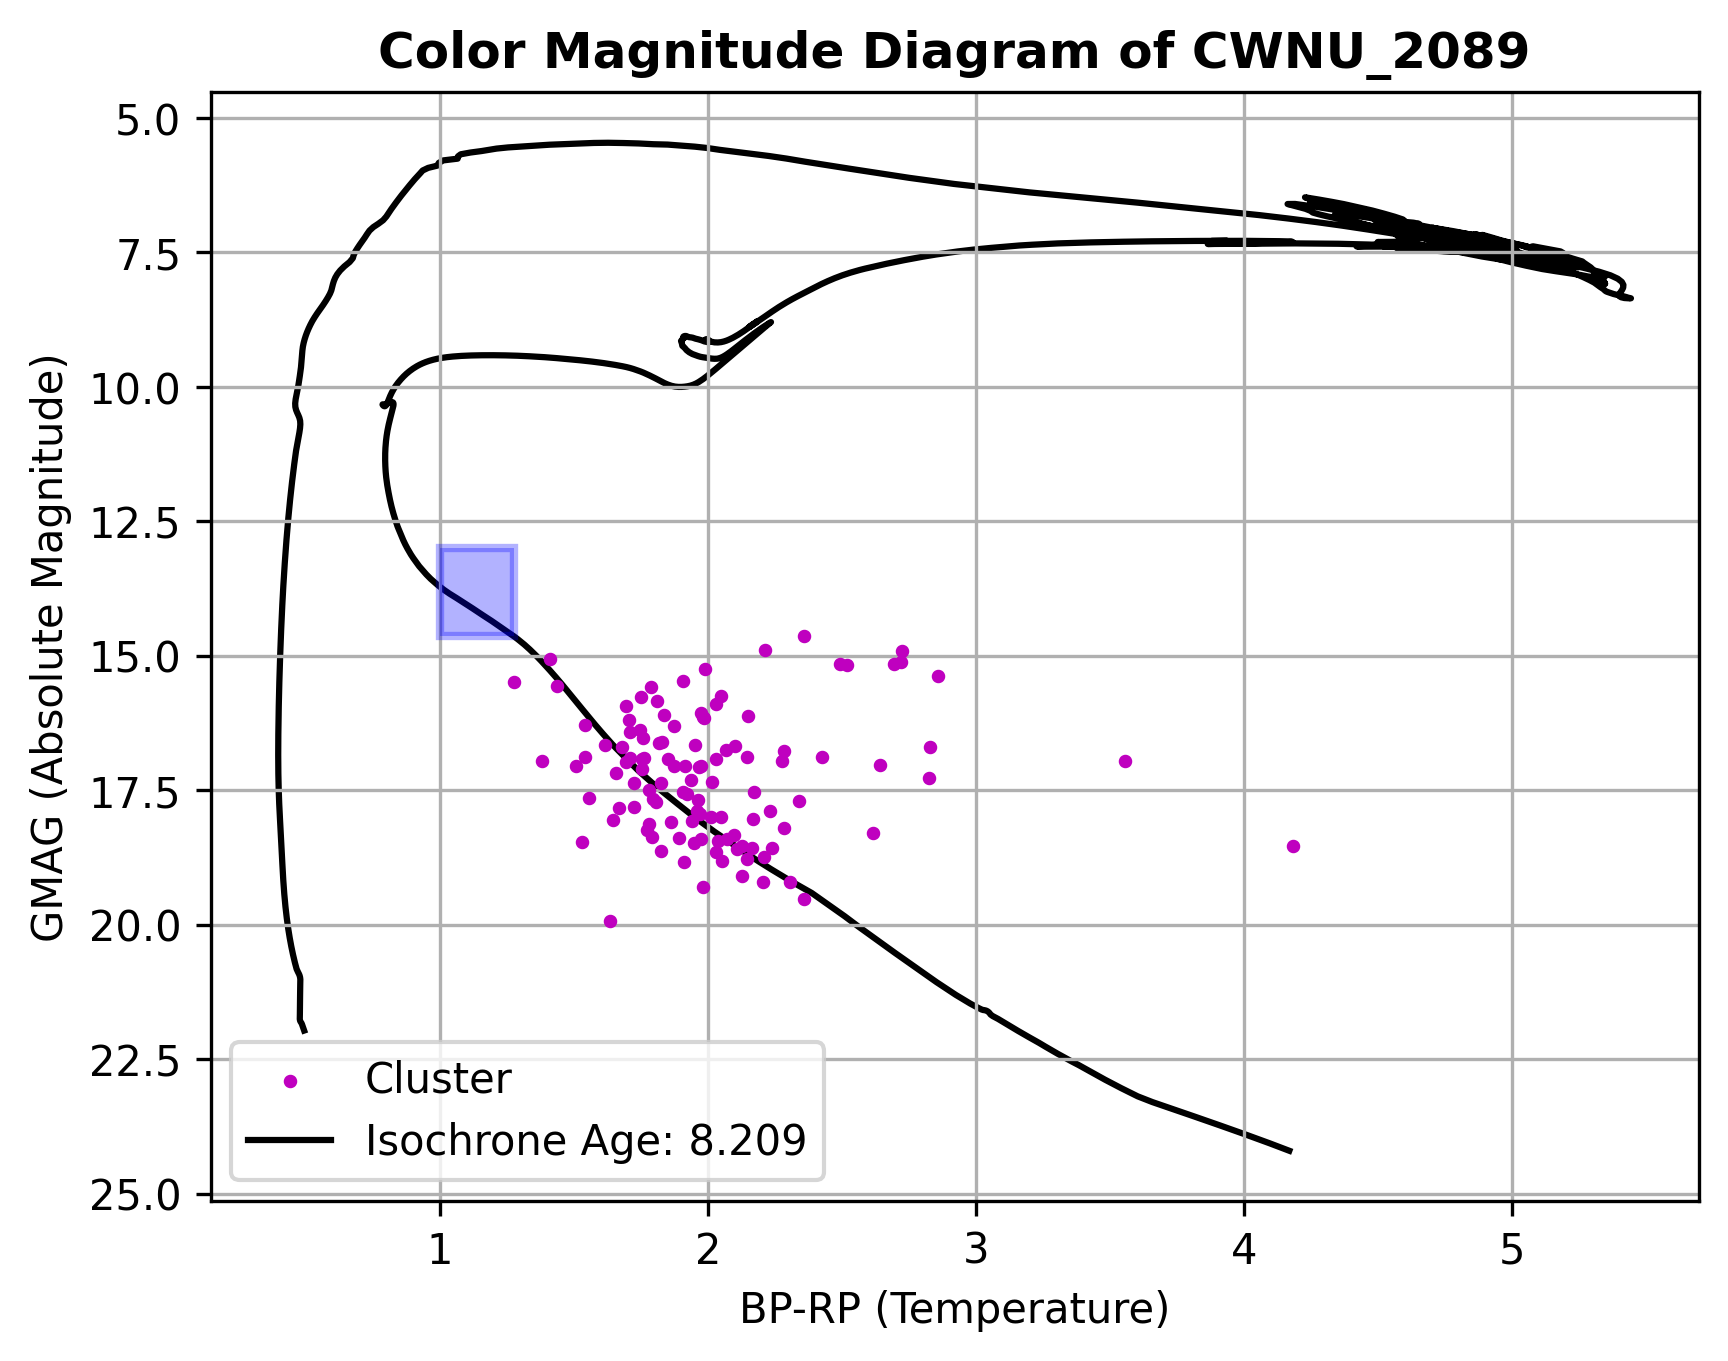 Color Magnitude Diagram of CWNU_2089
GMAG (Absolute Magnitude)
5.0
7.5
10.0
12.5
15.0
17.5
20.0
22.5
25.0
Cluster
Isochrone Age: 8.209
1 2 3 4 5
BP-RP (Temperature)